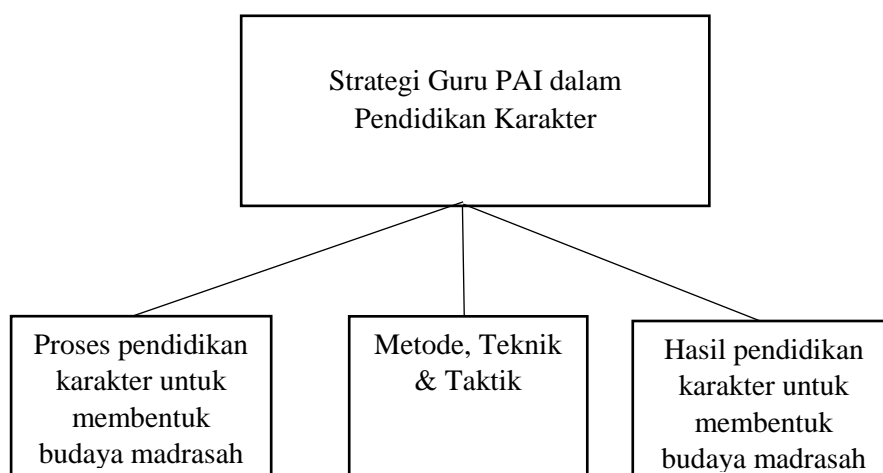 Strategi Guru PAI dalam
Pendidikan Karakter
Proses pendidikan
karakter untuk
membentuk
budaya madrasah
Metode, Teknik
& Taktik
Hasil pendidikan
karakter untuk
membentuk
budaya madrasah